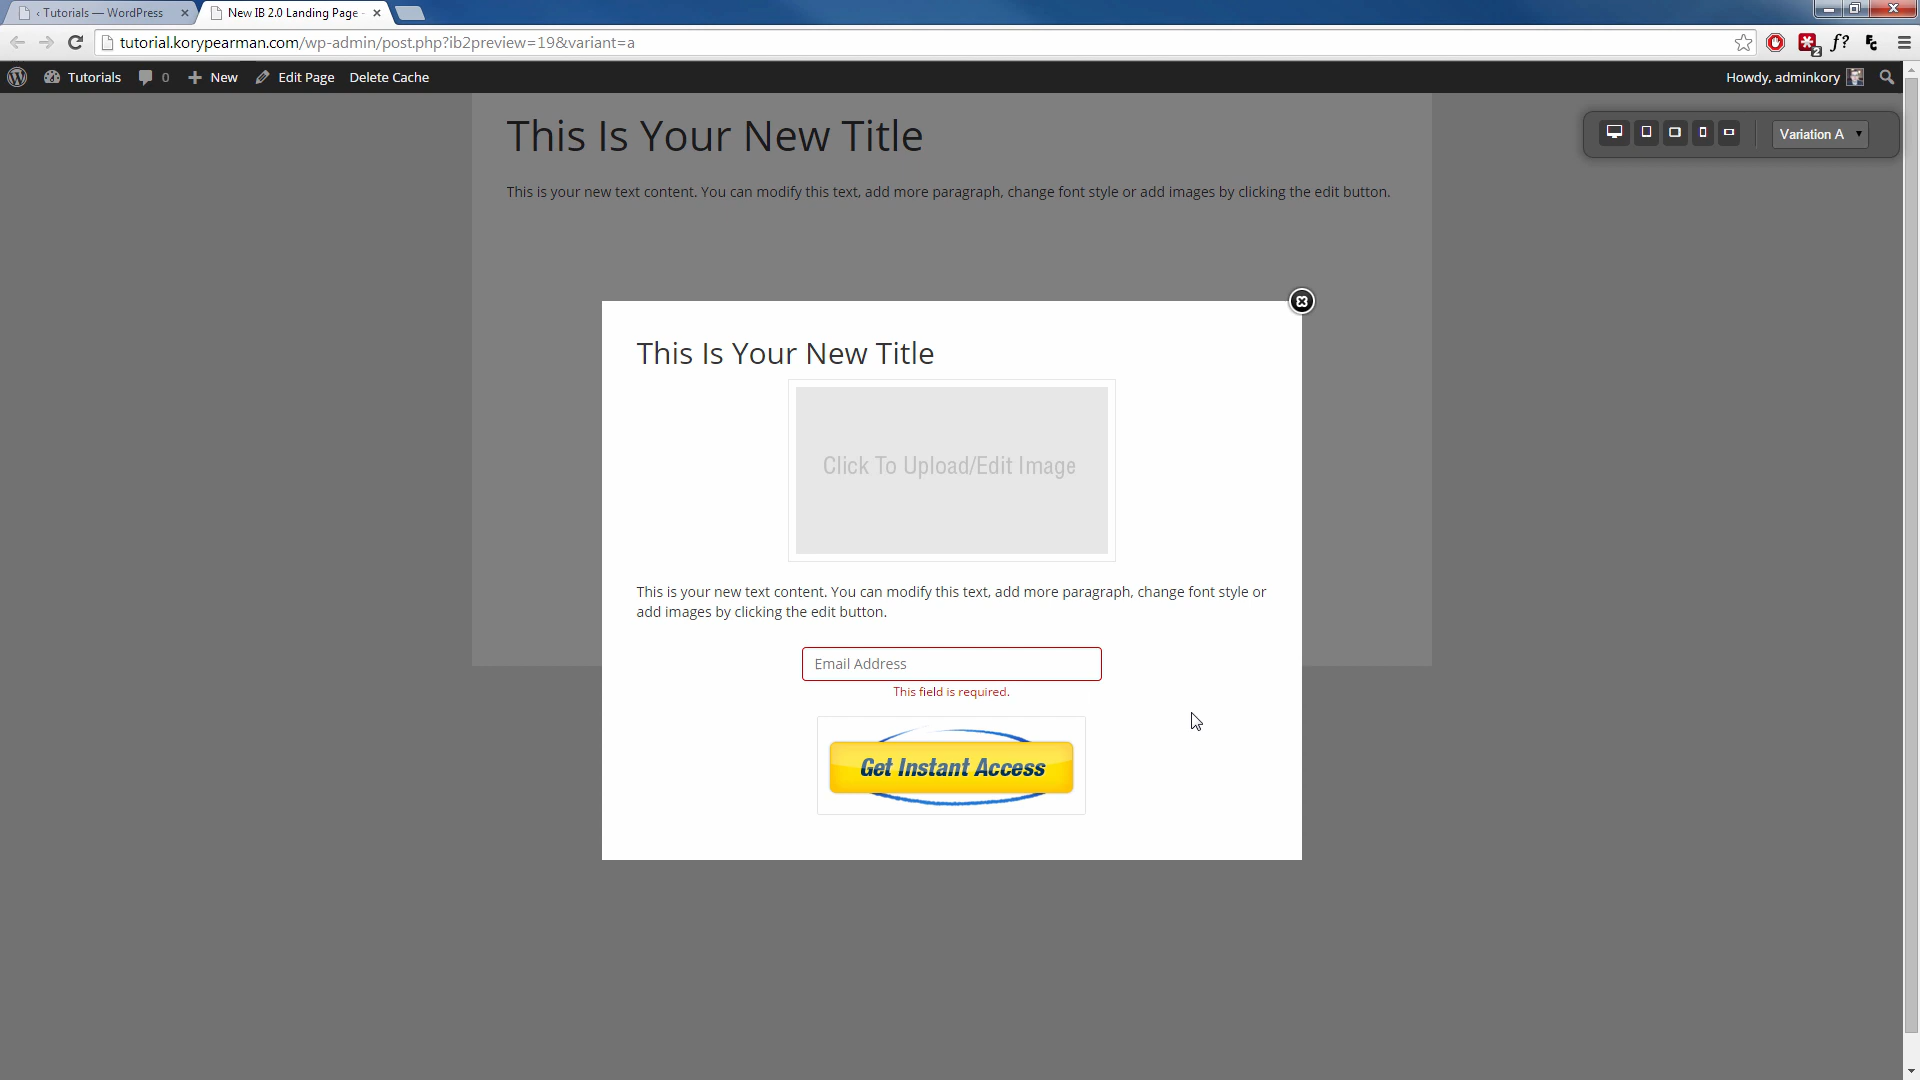 ‹ Tutorials — WordPress
New IB 2.0 Landing Page -
tutorial.korypearman.com/wp-admin/post.php?ib2preview=19&variant=a
f?
2
Tutorials 0 New Edit Page Delete Cache Howdy, adminkory
This Is Your New Title
Variation A
This is your new text content. You can modify this text, add more paragraph, change font style or add images by clicking the edit button.
This Is Your New Title
Click To Upload/Edit Image
This is your new text content. You can modify this text, add more paragraph, change font style or
add images by clicking the edit button.
Email Address
This field is required.
Get Instant Access